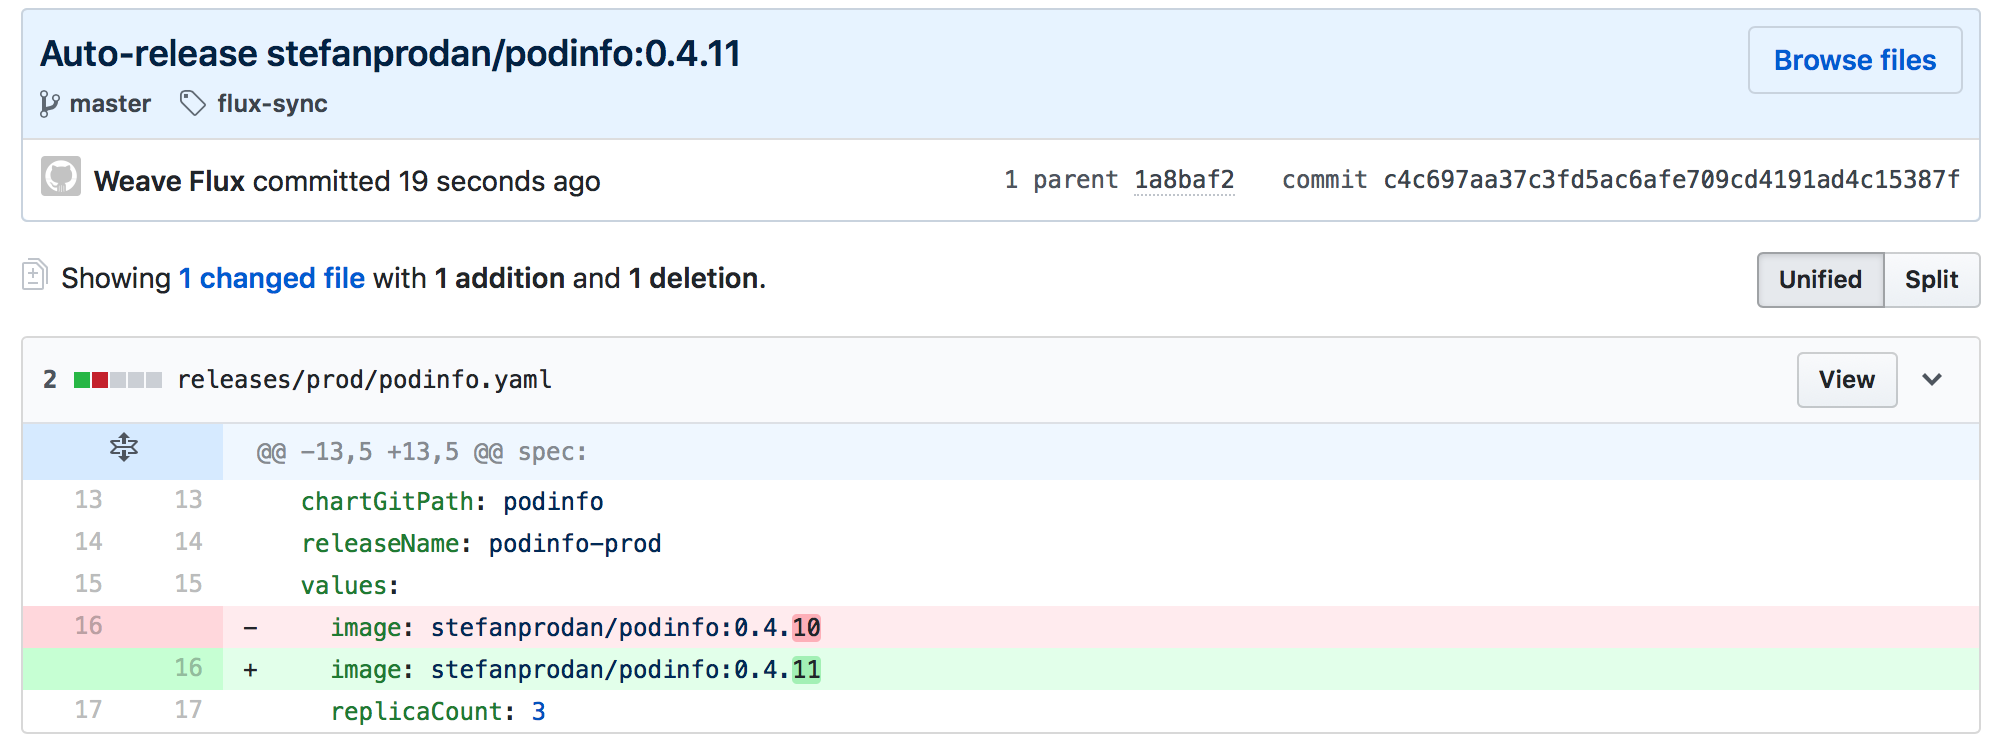 Auto-release stefanprodan/podinfo:0.4.11
Browse files
master flux-sync
Weave Flux committed 19 seconds ago 1 parent 1a8baf2 commit c4c697aa37c3fd5ac6afe709cd4191ad4c15387f
Showing 1 changed file with 1 addition and 1 deletion.
Unified Split
2 releases/prod/podinfo.yaml View
@@ -13,5 +13,5 @@ spec:
13 13 chartGitPath: podinfo
14 14 releaseName: podinfo-prod
15 15 values:
16 - image: stefanprodan/podinfo:0.4.10
16 + image: stefanprodan/podinfo:0.4.11
17 17 replicaCount: 3